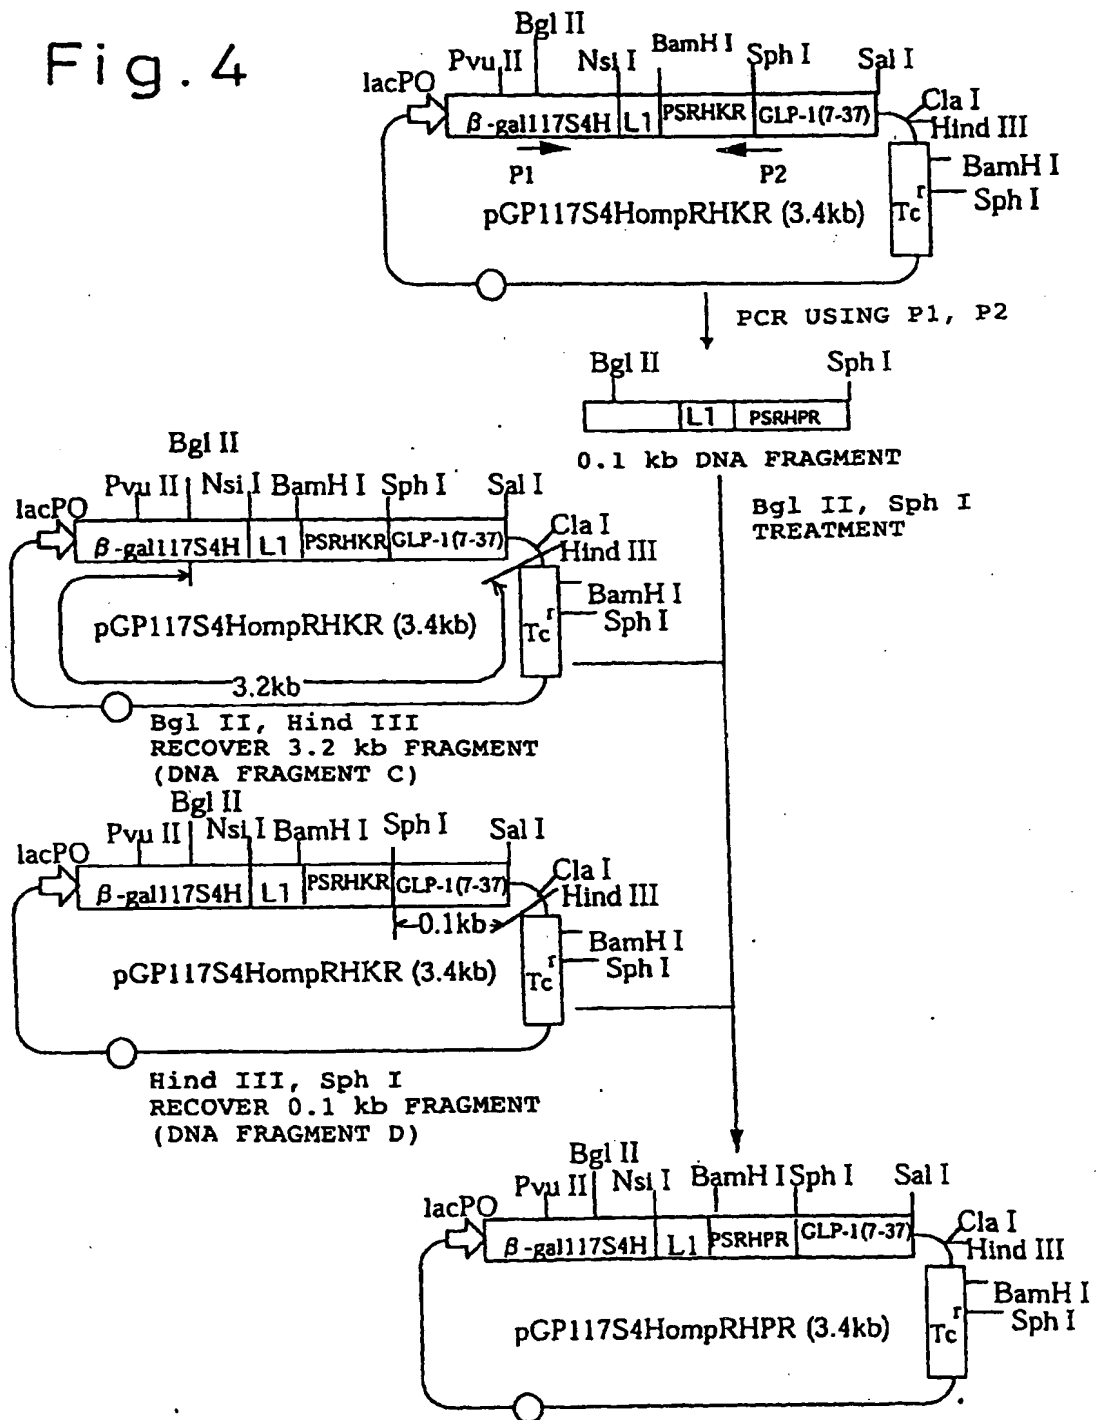 Fig.4
Bgl II
Pvu II
Nsi I
BamH I
Sph I
Sal I
lacPO
β-gal117S4H
L1
PSRHKR
GLP-1(7-37)
Cla I
Hind III
P1
P2
BamH I
Sph I
Tc r
pGP117S4HompRHKR (3.4kb)
PCR USING P1, P2
Bgl II
Sph I
L1
PSRHPR
0.1 kb DNA FRAGMENT
Bgl II, Sph I
TREATMENT
Bgl II
Pvu II
Nsi I
BamH I
Sph I
Sal I
lacPO
β-gal117S4H
L1
PSRHKR
GLP-1(7-37)
Cla I
Hind III
BamH I
Sph I
Tc r
pGP117S4HompRHKR (3.4kb)
3.2kb
Bgl II, Hind III
RECOVER 3.2 kb FRAGMENT
(DNA FRAGMENT C)
Bgl II
Pvu II
Nsi I
BamH I
Sph I
Sal I
lacPO
β-gal117S4H
L1
PSRHKR
GLP-1(7-37)
Cla I
Hind III
0.1kb
BamH I
Sph I
Tc r
pGP117S4HompRHKR (3.4kb)
Hind III, Sph I
RECOVER 0.1 kb FRAGMENT
(DNA FRAGMENT D)
Bgl II
Pvu II
Nsi I
BamH I
Sph I
Sal I
lacPO
β-gal117S4H
L1
PSRHPR
GLP-1(7-37)
Cla I
Hind III
BamH I
Sph I
Tc r
pGP117S4HompRHPR (3.4kb)